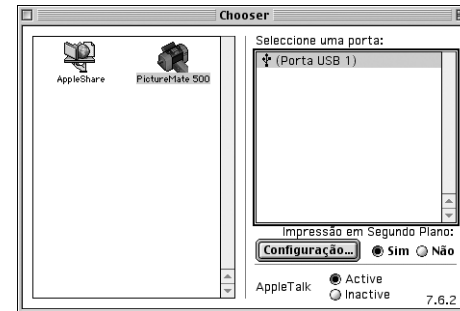 Chooser
AppleShare
PictureMate 500
Seleccione uma porta:
(Porta USB 1)
Impressão em Segundo Plano:
Configuração... Sim Não
AppleTalk
Active
Inactive
7.6.2